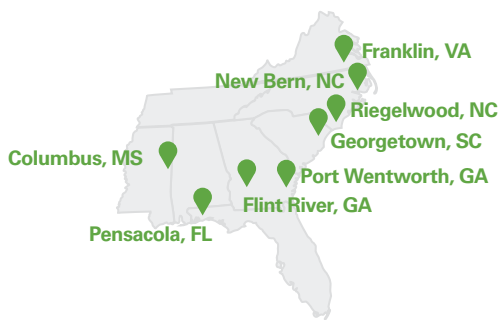 Franklin, VA
New Bern, NC
Riegelwood, NC
Georgetown, SC
Columbus, MS
Port Wentworth, GA
Flint River, GA
Pensacola, FL